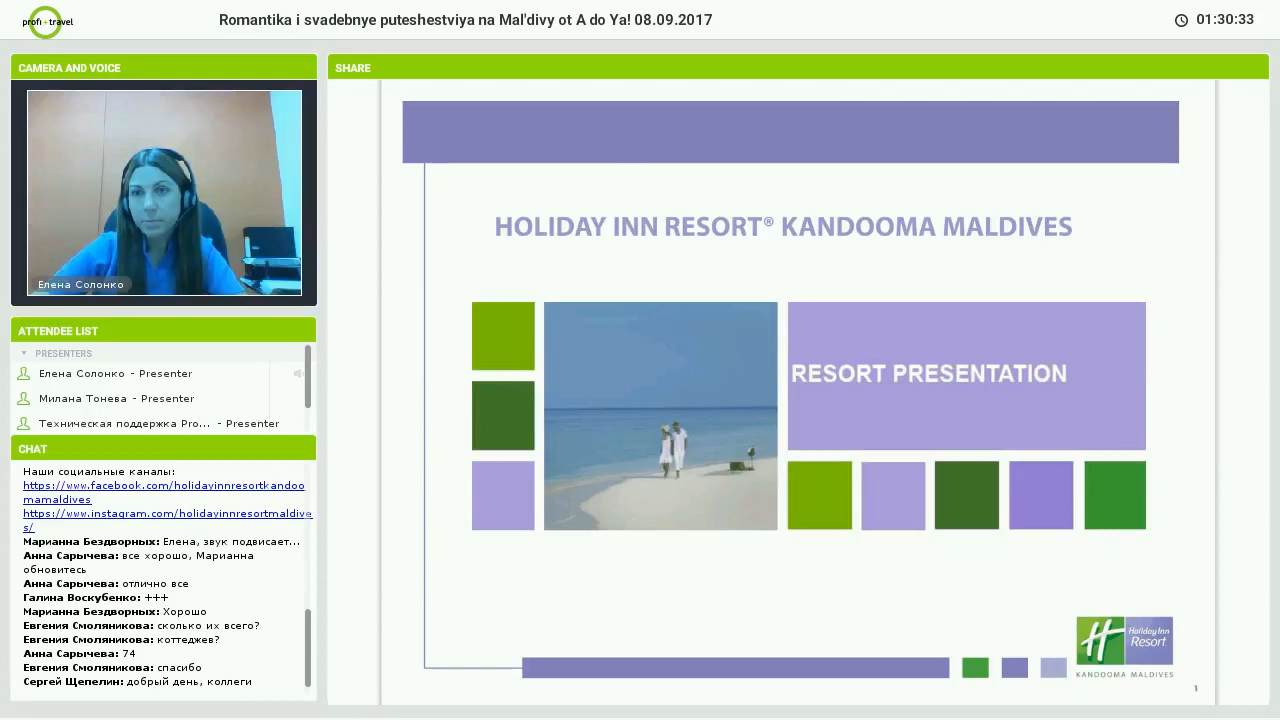 profi travel
Romantika i svadebnye puteshestviya na Mal'divy ot A do Ya! 08.09.2017
01:30:33
CAMERA AND VOICE
Елена Солонко
ATTENDEE LIST
PRESENTERS
Елена Солонко - Presenter
Милана Тонева - Presenter
Техническая поддержка Pro... - Presenter
CHAT
Наши социальные каналы:
https://www.facebook.com/holidayinnresortkandoo
mamaldives
https://www.instagram.com/holidayinnresortmaldive
s/
Марианна Бездворных: Елена, звук подвисает...
Анна Сарычева: все хорошо, Марианна
обновитесь
Анна Сарычева: отлично все
Галина Воскубенко: +++
Марианна Бездворных: Хорошо
Евгения Смоляникова: сколько их всего?
Евгения Смоляникова: коттеджев?
Анна Сарычева: 74
Евгения Смоляникова: спасибо
Сергей Щепелин: добрый день, коллеги
SHARE
HOLIDAY INN RESORT® KANDOOMA MALDIVES
RESORT PRESENTATION
Holiday Inn
Resort
KANDOOMA MALDIVES
1